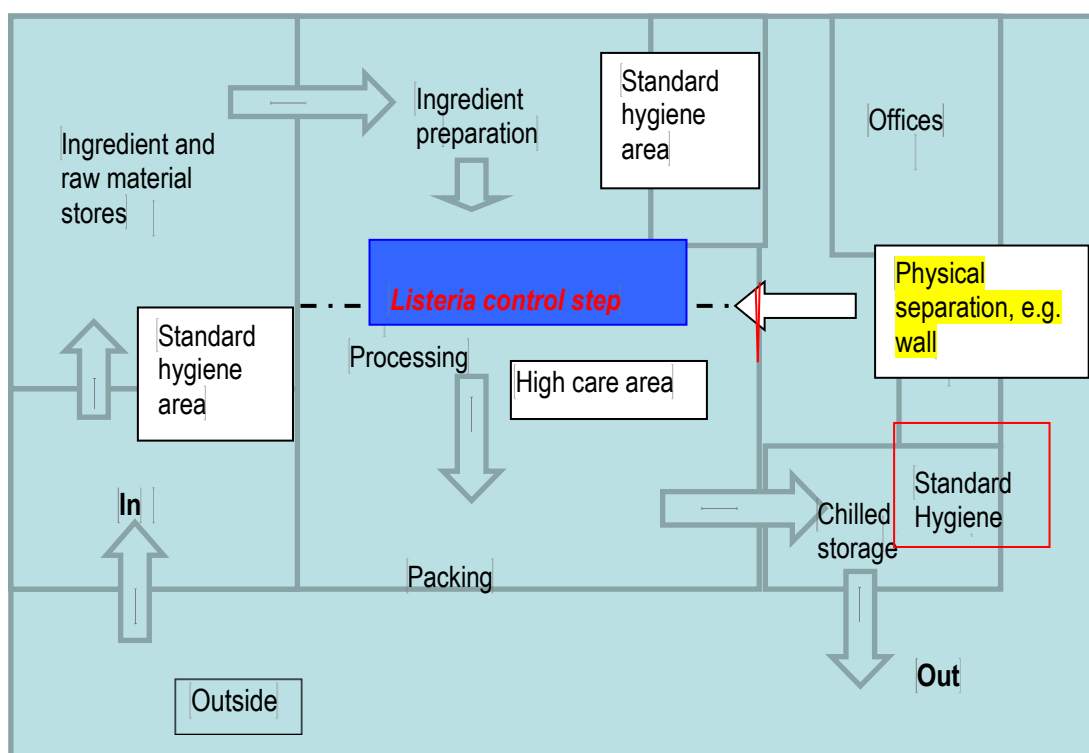 Ingredient and
raw material
stores
Ingredient
preparation
Standard
hygiene
area
Offices
Listeria control step
Physical
separation, e.g.
wall
Standard
hygiene
area
Processing
High care area
In
Packing
Chilled
storage
Standard
Hygiene
Outside
Out